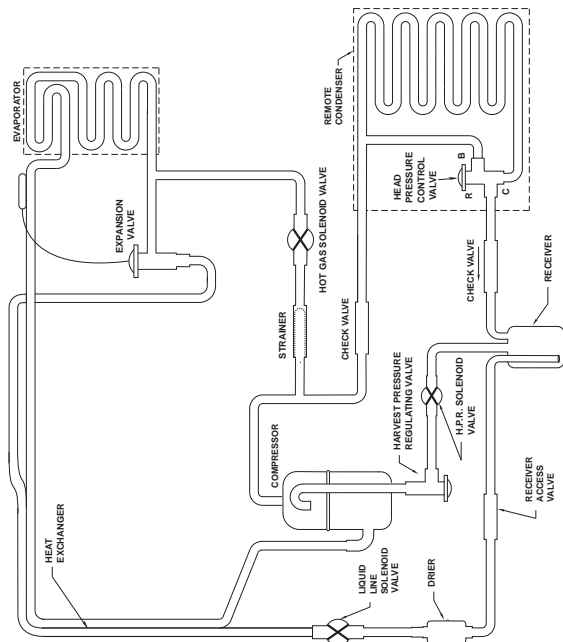 EVAPORATOR
EXPANSION
VALVE
HOT GAS SOLENOID VALVE
STRAINER
COMPRESSOR
HEAT
EXCHANGER
REMOTE
CONDENSER
HEAD
PRESSURE
CONTROL
VALVE
B
R
C
CHECK VALVE
CHECK VALVE
RECEIVER
HARVEST PRESSURE
REGULATING VALVE
H.P.R. SOLENOID
VALVE
RECEIVER
ACCESS
VALVE
LIQUID
LINE
SOLENOID
VALVE
DRIER